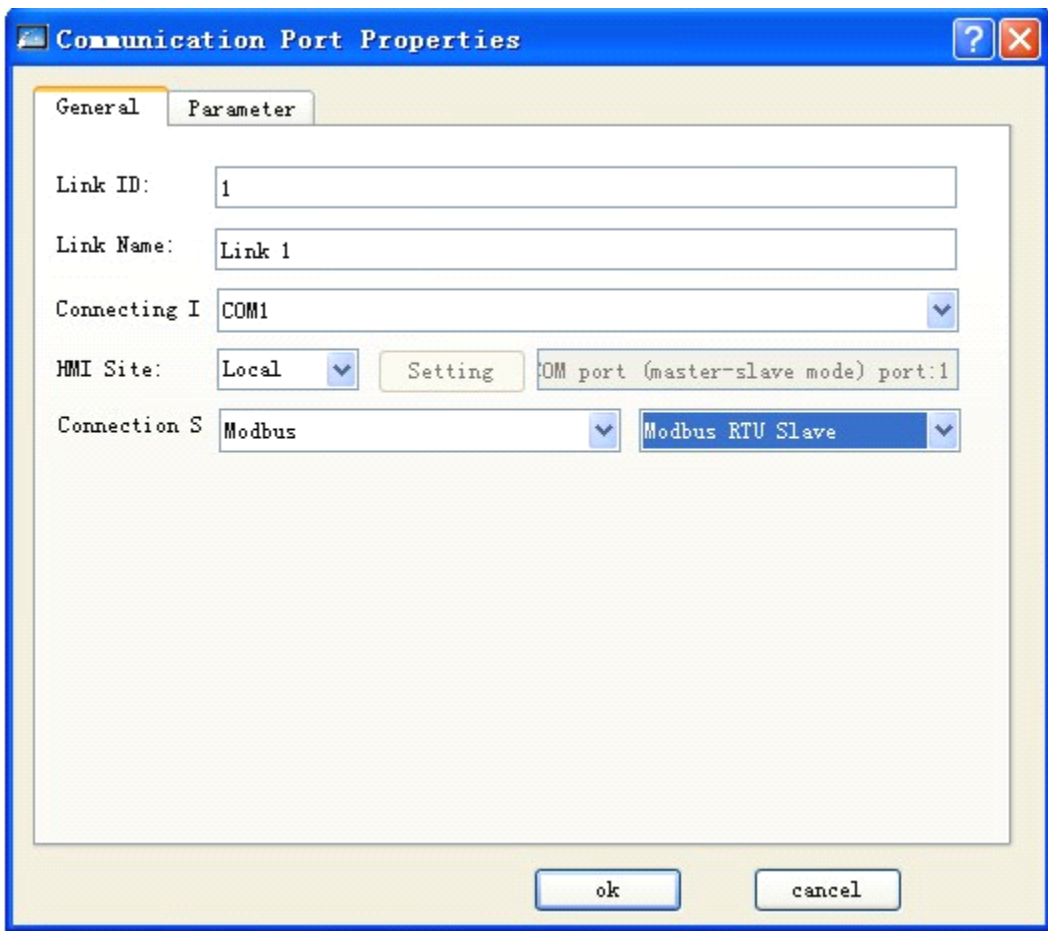 Communication Port Properties
General Parameter
Link ID: 1
Link Name: Link 1
Connecting I COM1
HMI Site: Local Setting OM port (master-slave mode) port:1
Connection S Modbus Modbus RTU Slave
ok cancel